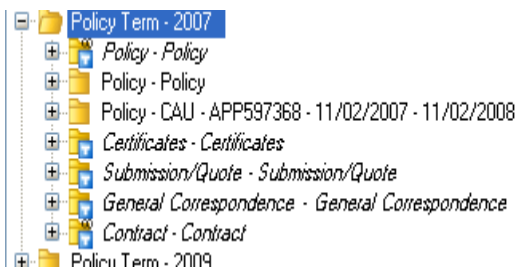 Policy Term - 2007
Policy - Policy
Policy - Policy
Policy - CAU - APP597368 - 11/02/2007 - 11/02/2008
Certificates - Certificates
Submission/Quote - Submission/Quote
General Correspondence - General Correspondence
Contract - Contract
Policy Term - 2009